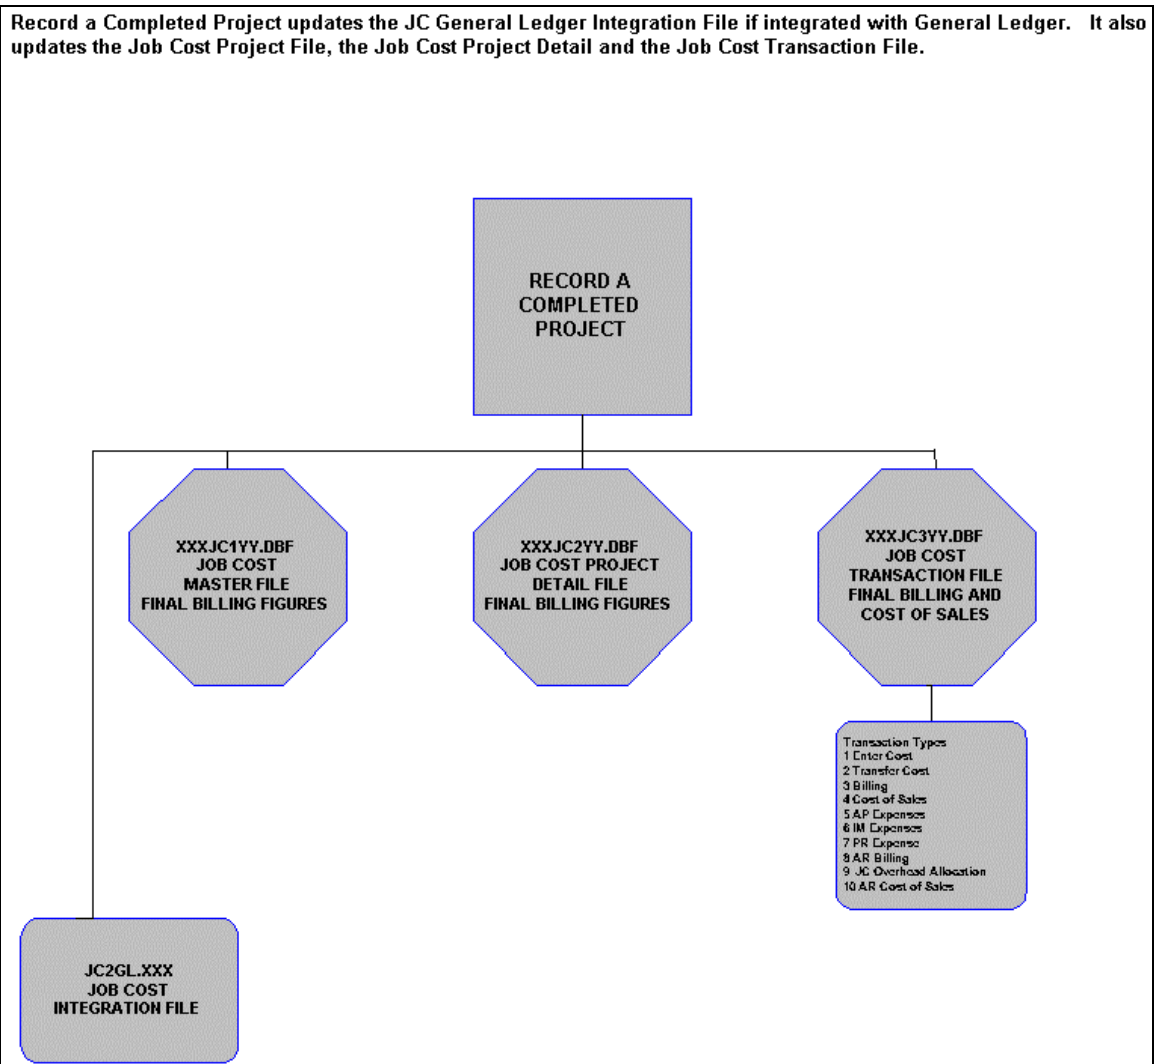 Record a Completed Project updates the JC General Ledger Integration File if integrated with General Ledger.   It also
updates the Job Cost Project File, the Job Cost Project Detail and the Job Cost Transaction File.
RECORD A
COMPLETED
PROJECT
XXXJC1YY.DBF
JOB COST
MASTER FILE
FINAL BILLING FIGURES
XXXJC2YY.DBF
JOB COST PROJECT
DETAIL FILE
FINAL BILLING FIGURES
XXXJC3YY.DBF
JOB COST
TRANSACTION FILE
FINAL BILLING AND
COST OF SALES
Transaction Types
1 Enter Cost
2 Transfer Cost
3 Billing
4 Cost of Sales
5 AP Expenses
6 IM Expenses
7 PR Expense
8 AR Billing
9 JC Overhead Allocation
10 AR Cost of Sales
JC2GL.XXX
JOB COST
INTEGRATION FILE